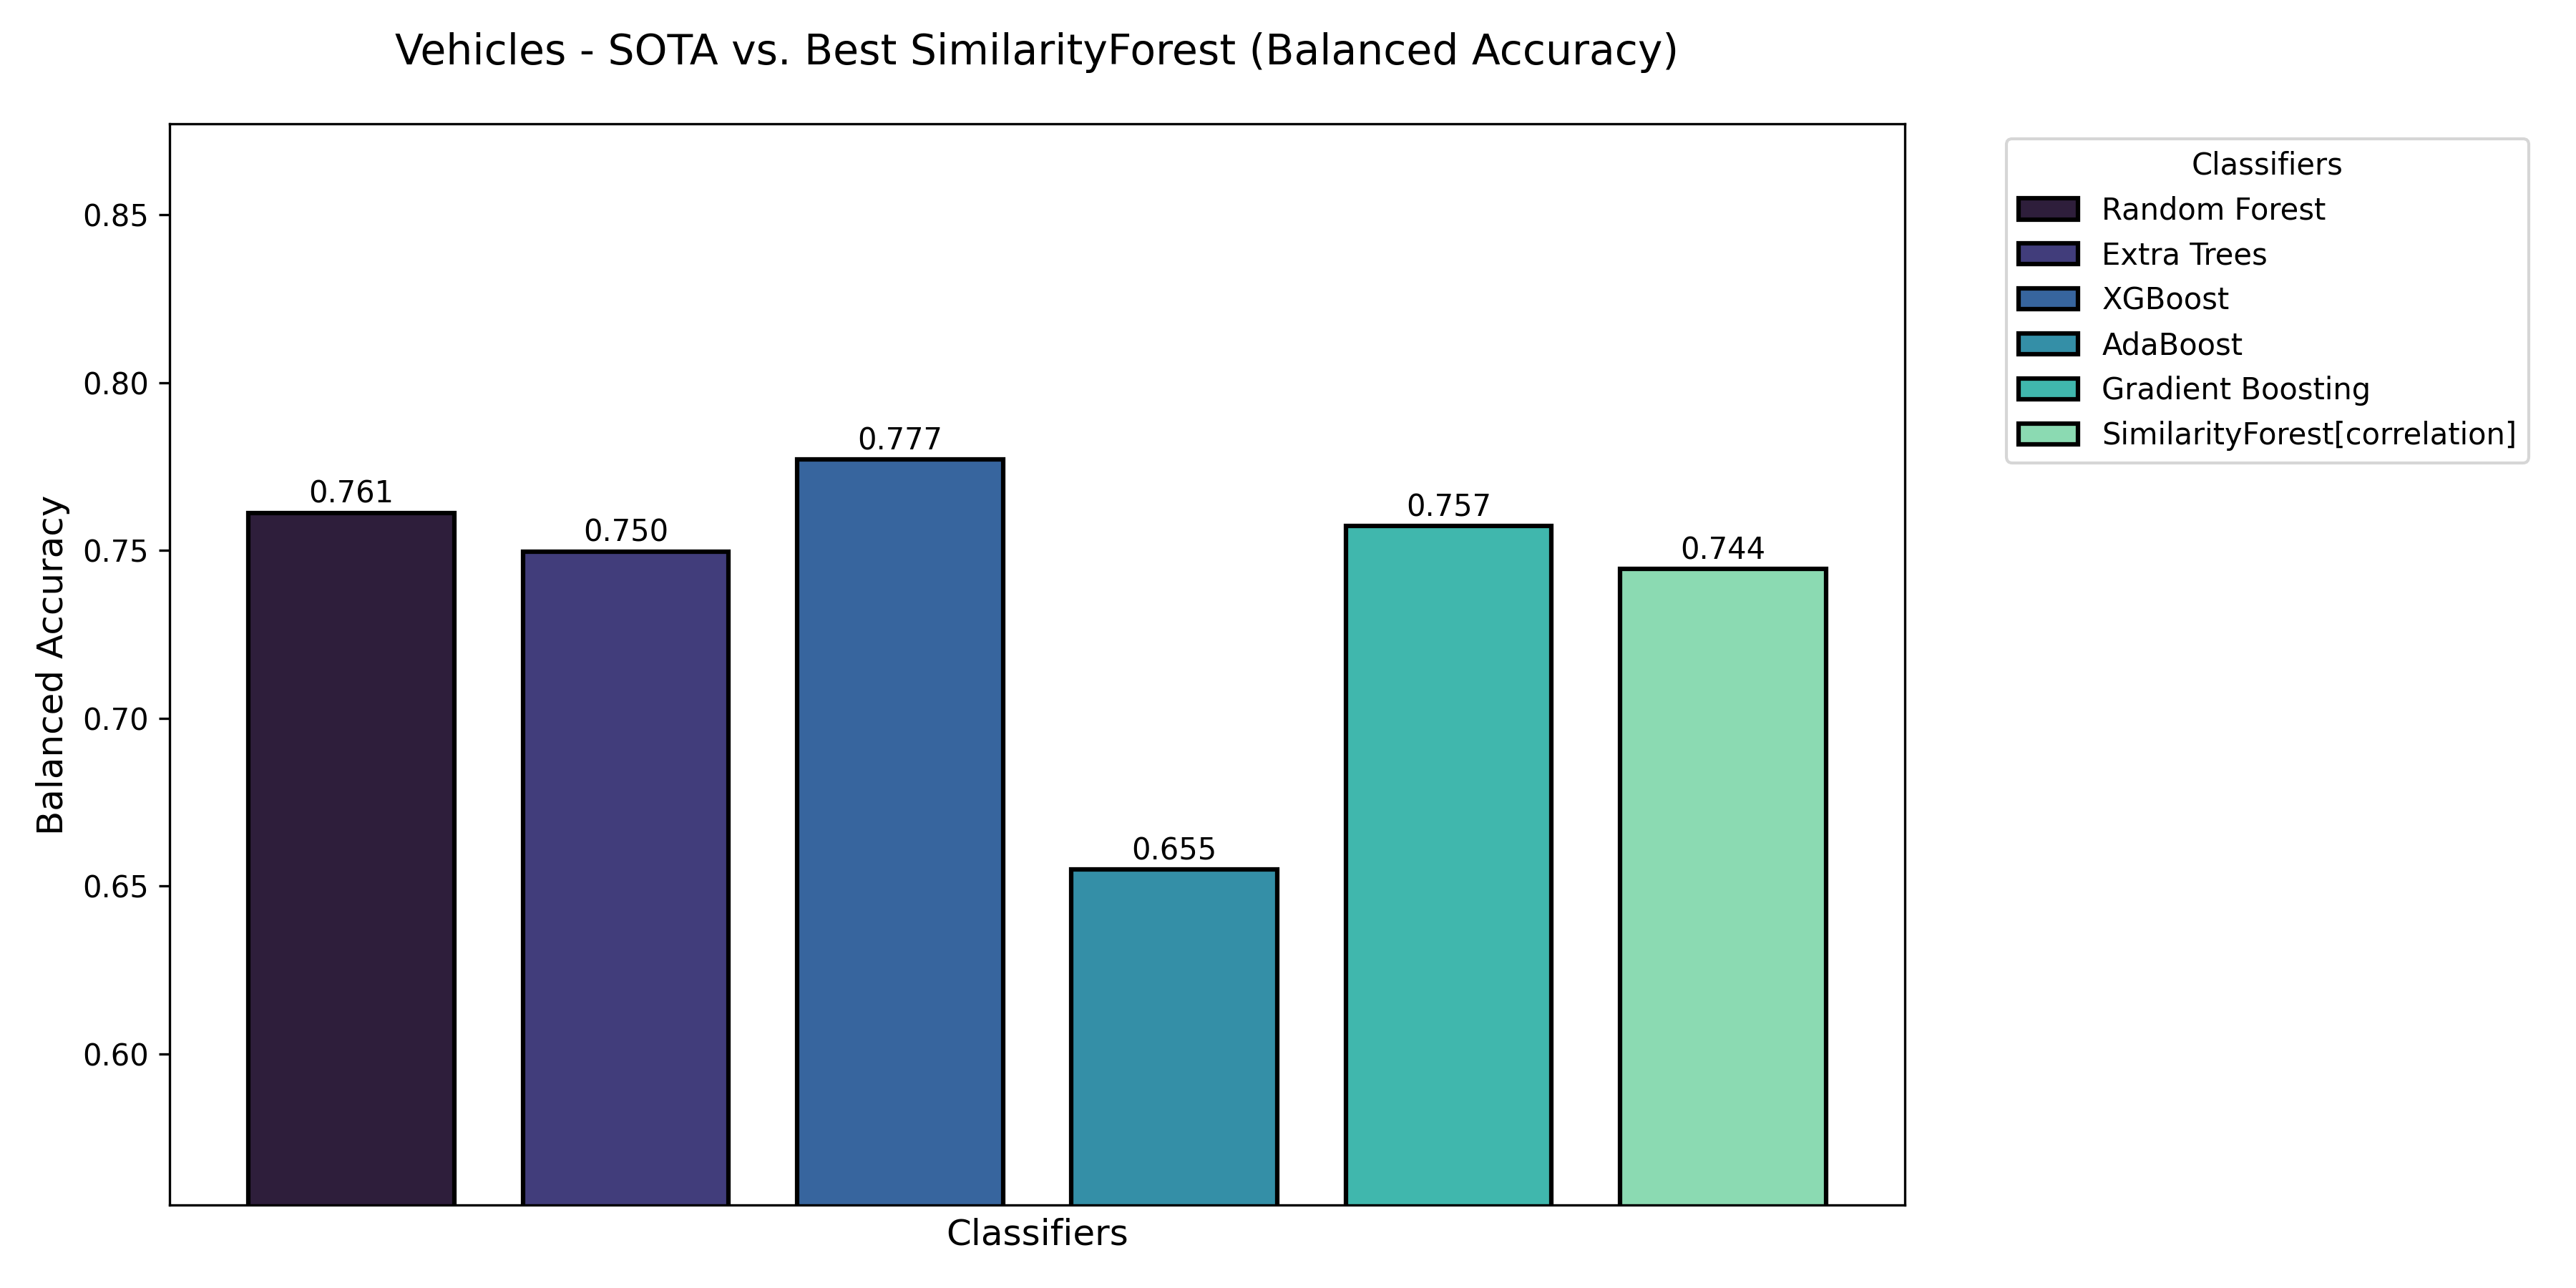 Vehicles - SOTA vs. Best SimilarityForest (Balanced Accuracy)
Balanced Accuracy
0.85
0.80
0.75
0.70
0.65
0.60
0.761
0.750
0.777
0.655
0.757
0.744
Classifiers
Classifiers
Random Forest
Extra Trees
XGBoost
AdaBoost
Gradient Boosting
SimilarityForest[correlation]